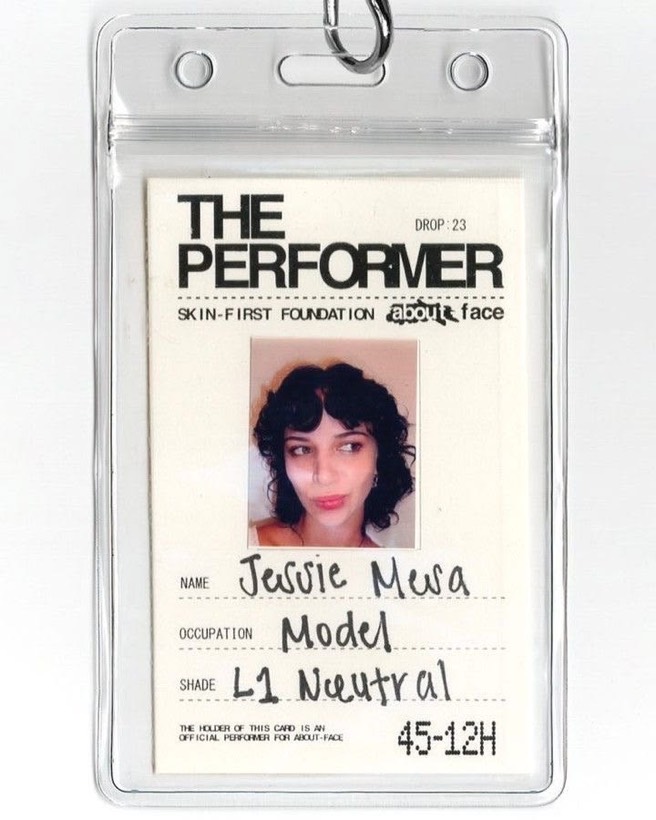 THE
DROP:23
PERFORMER
SKIN-FIRST FOUNDATION about-face
NAME Jessie Mesa
OCCUPATION Model
SHADE L1 Neutral
THE HOLDER OF THIS CARD IS AN
OFFICIAL PERFORMER FOR ABOUT-FACE
45-12H